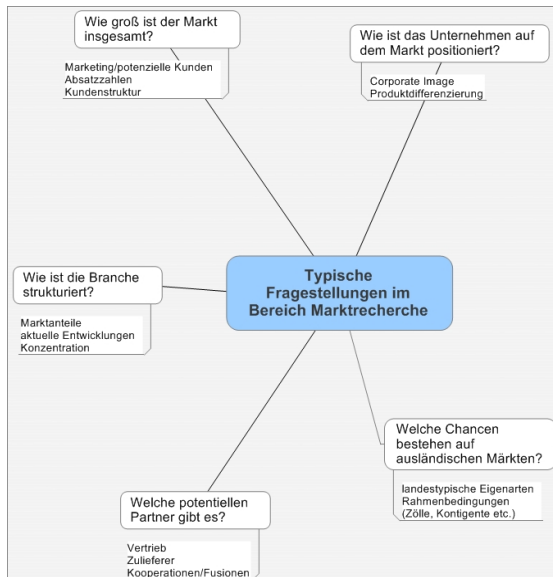 Wie groß ist der Markt
insgesamt?
Marketing/potenzielle Kunden
Absatzzahlen
Kundenstruktur
Wie ist das Unternehmen auf
dem Markt positioniert?
Corporate Image
Produktdifferenzierung
Typische
Fragestellungen im
Bereich Marktrecherche
Wie ist die Branche
strukturiert?
Marktanteile
aktuelle Entwicklungen
Konzentration
Welche Chancen
bestehen auf
ausländischen Märkten?
landestypische Eigenarten
Rahmenbedingungen
(Zölle, Kontigente etc.)
Welche potentiellen
Partner gibt es?
Vertrieb
Zulieferer
Kooperationen/Fusionen